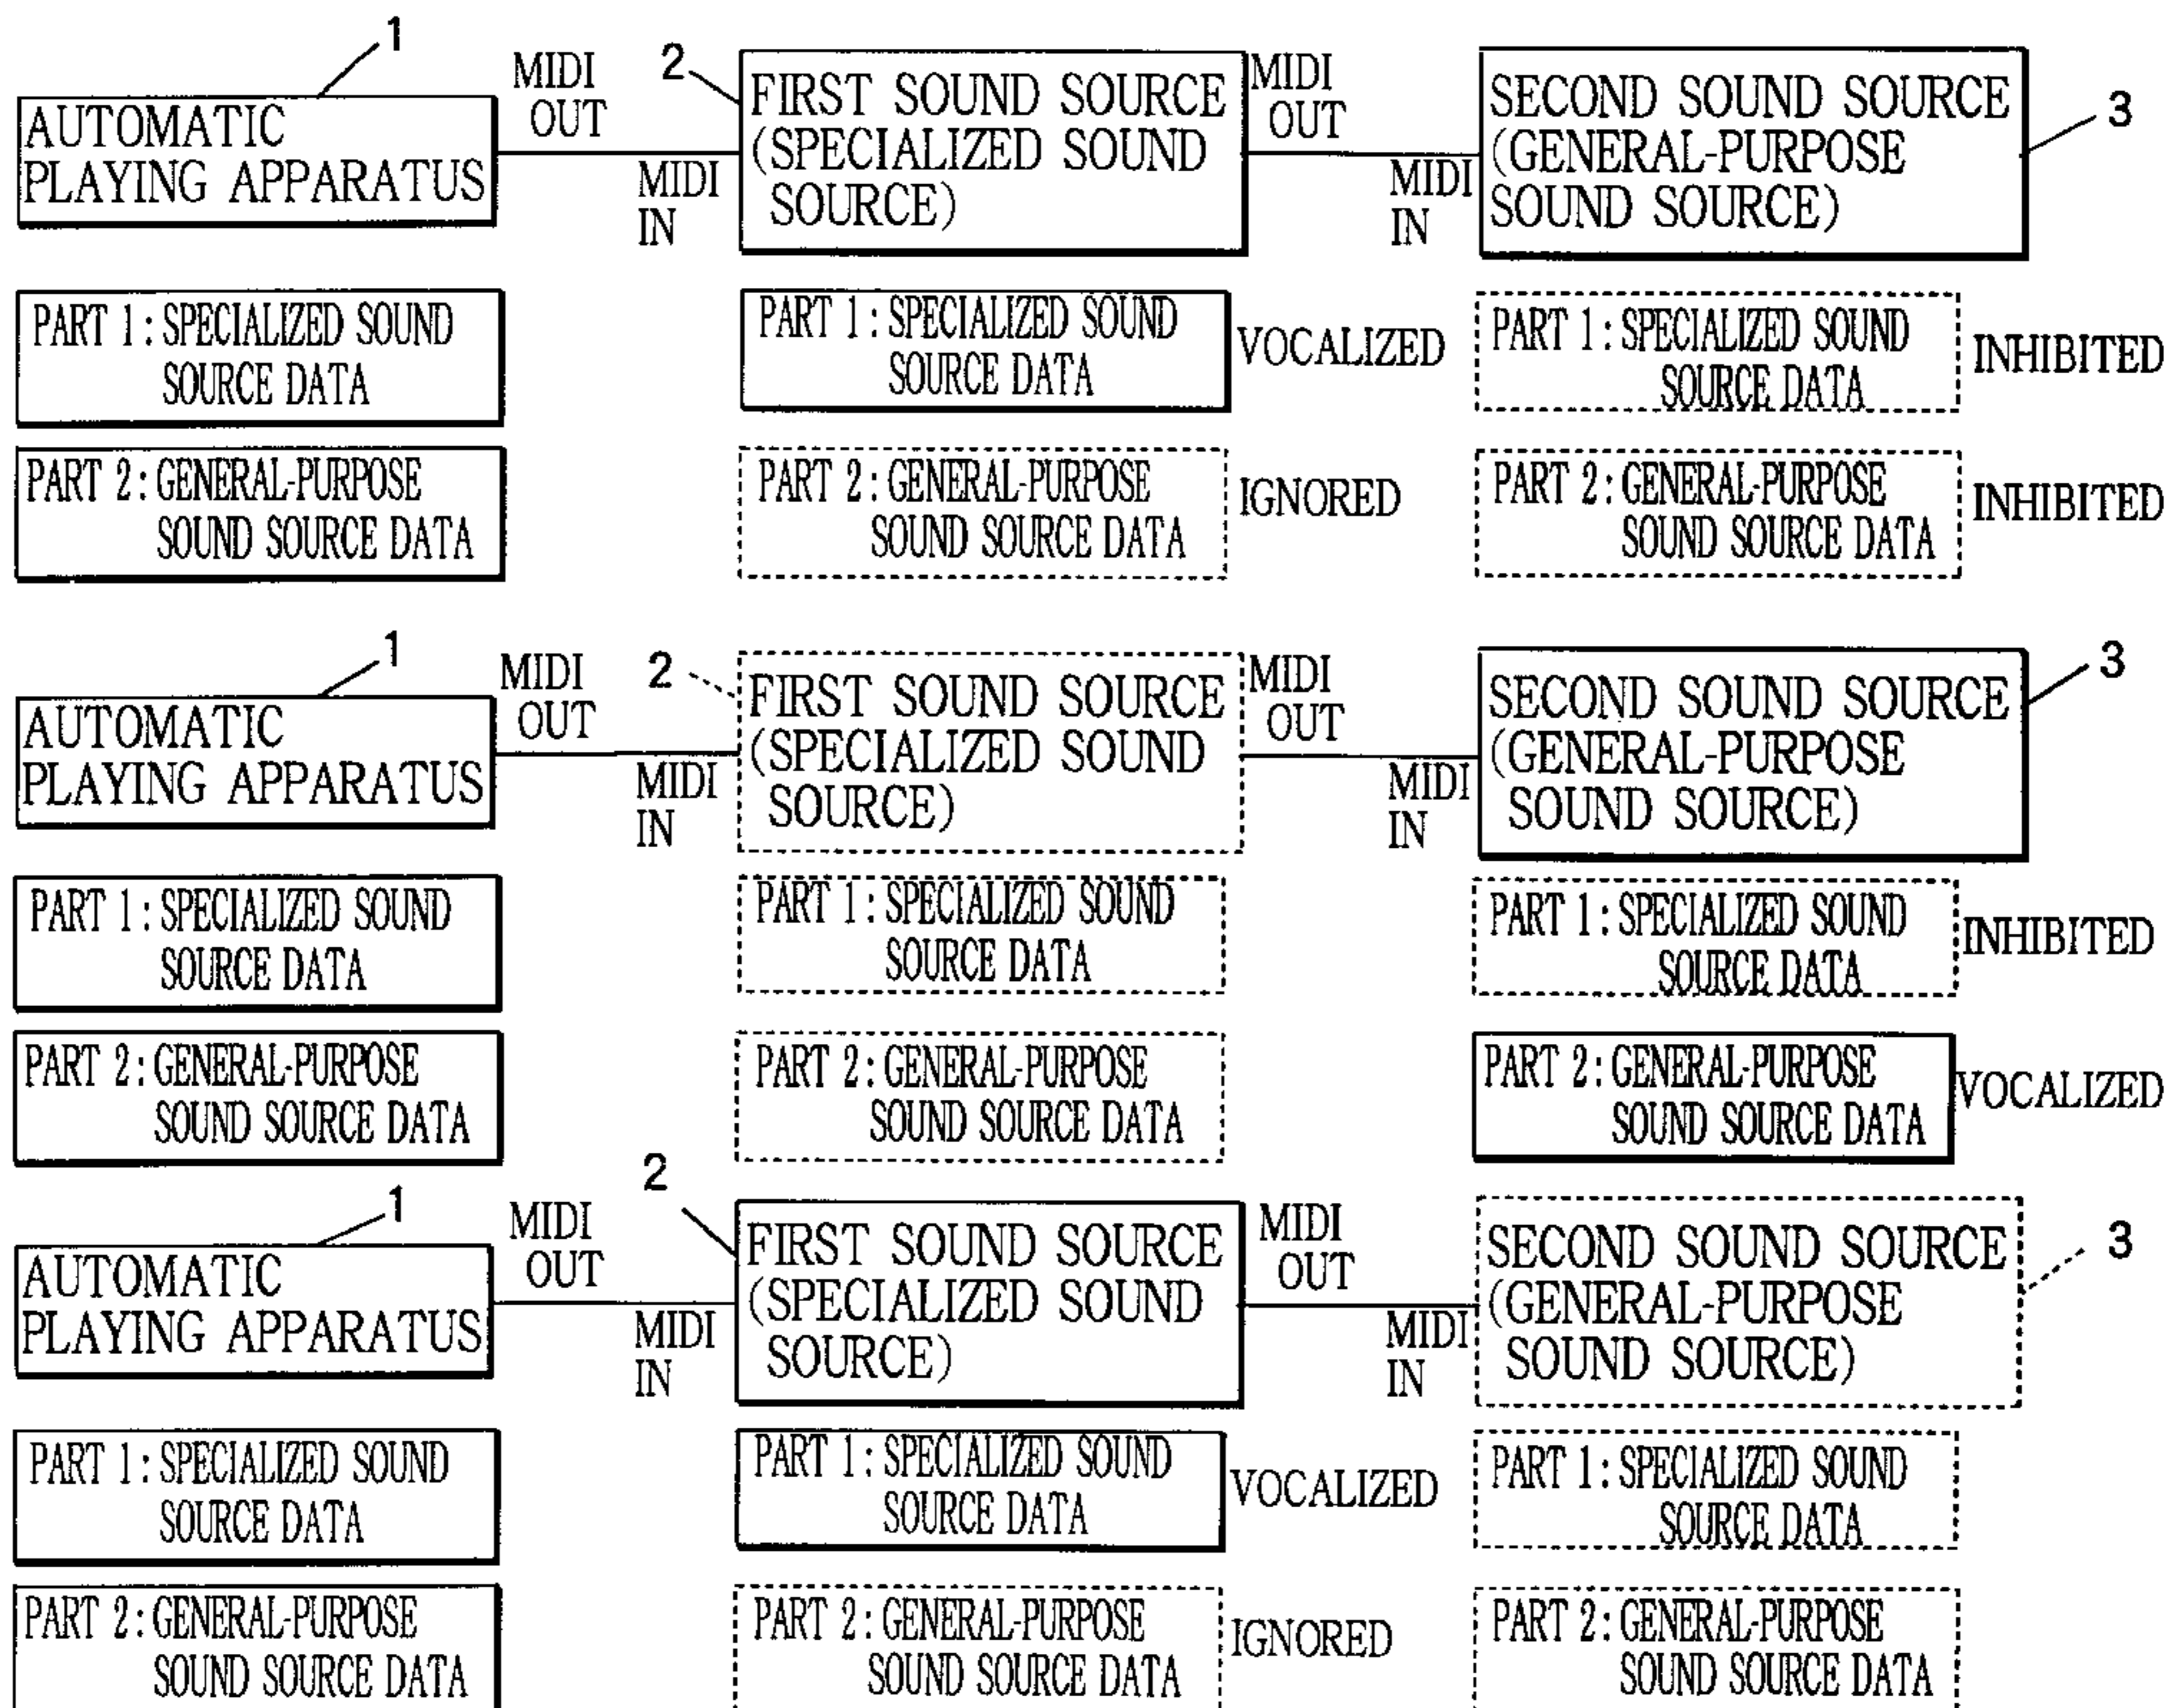 1
AUTOMATIC
PLAYING APPARATUS
MIDI
OUT
MIDI
IN
2
FIRST SOUND SOURCE
(SPECIALIZED SOUND
SOURCE)
MIDI
OUT
MIDI
IN
SECOND SOUND SOURCE
(GENERAL-PURPOSE
SOUND SOURCE)
3
PART 1: SPECIALIZED SOUND
SOURCE DATA
PART 1: SPECIALIZED SOUND
SOURCE DATA
VOCALIZED
PART 1: SPECIALIZED SOUND
SOURCE DATA
INHIBITED
PART 2: GENERAL-PURPOSE
SOUND SOURCE DATA
PART 2: GENERAL-PURPOSE
SOUND SOURCE DATA
IGNORED
PART 2: GENERAL-PURPOSE
SOUND SOURCE DATA
INHIBITED
1
AUTOMATIC
PLAYING APPARATUS
MIDI
OUT
MIDI
IN
2
FIRST SOUND SOURCE
(SPECIALIZED SOUND
SOURCE)
MIDI
OUT
MIDI
IN
SECOND SOUND SOURCE
(GENERAL-PURPOSE
SOUND SOURCE)
3
PART 1: SPECIALIZED SOUND
SOURCE DATA
PART 1: SPECIALIZED SOUND
SOURCE DATA
PART 1: SPECIALIZED SOUND
SOURCE DATA
INHIBITED
PART 2: GENERAL-PURPOSE
SOUND SOURCE DATA
PART 2: GENERAL-PURPOSE
SOUND SOURCE DATA
PART 2: GENERAL-PURPOSE
SOUND SOURCE DATA
VOCALIZED
1
AUTOMATIC
PLAYING APPARATUS
MIDI
OUT
MIDI
IN
2
FIRST SOUND SOURCE
(SPECIALIZED SOUND
SOURCE)
MIDI
OUT
MIDI
IN
SECOND SOUND SOURCE
(GENERAL-PURPOSE
SOUND SOURCE)
3
PART 1: SPECIALIZED SOUND
SOURCE DATA
PART 1: SPECIALIZED SOUND
SOURCE DATA
VOCALIZED
PART 1: SPECIALIZED SOUND
SOURCE DATA
PART 2: GENERAL-PURPOSE
SOUND SOURCE DATA
PART 2: GENERAL-PURPOSE
SOUND SOURCE DATA
IGNORED
PART 2: GENERAL-PURPOSE
SOUND SOURCE DATA